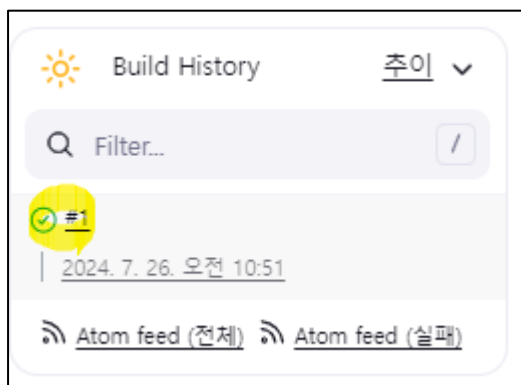 Build History 추이
Filter... /
#1
2024. 7. 26. 오전 10:51
Atom feed (전체) Atom feed (실패)